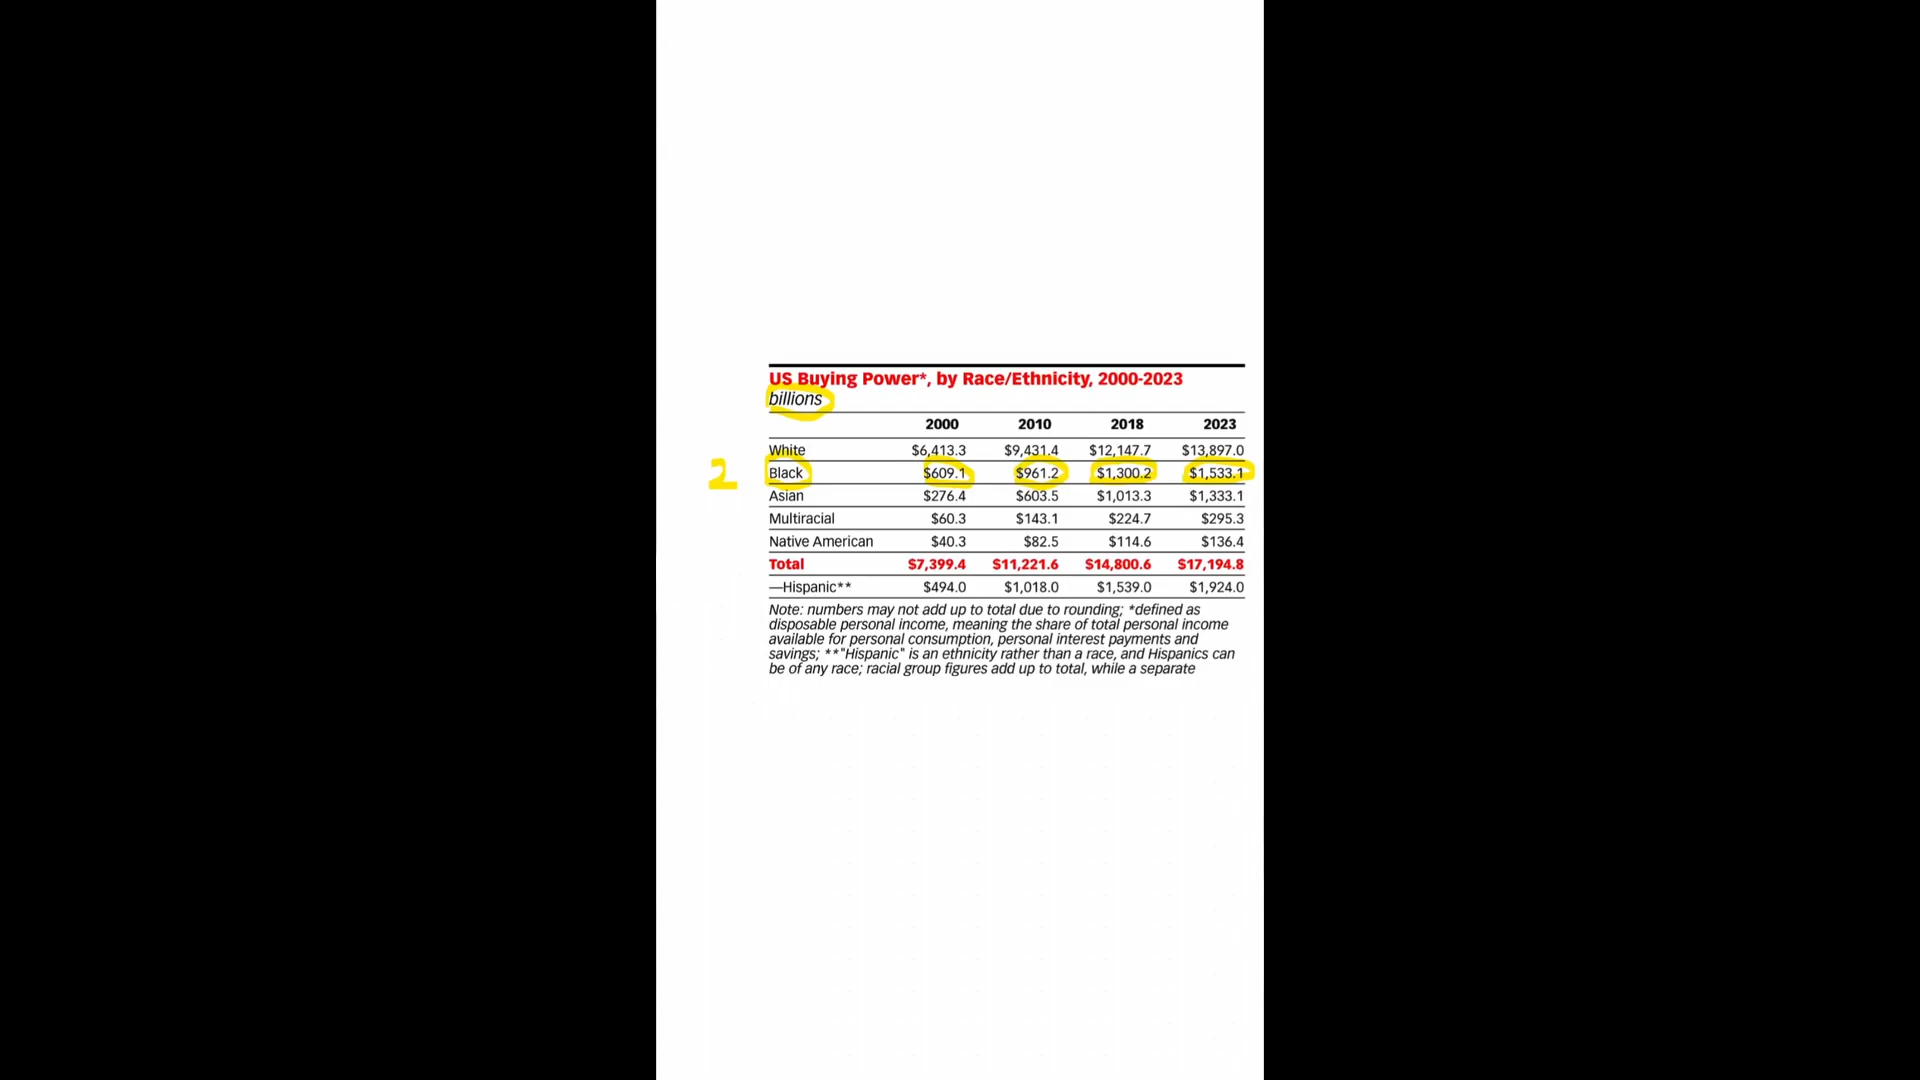 US Buying Power*, by Race/Ethnicity, 2000-2023
billions
2000 2010 2018 2023
White $6,413.3 $9,431.4 $12,147.7 $13,897.0
2 Black $609.1 $961.2 $1,300.2 $1,533.1
Asian $276.4 $603.5 $1,013.3 $1,333.1
Multiracial $60.3 $143.1 $224.7 $295.3
Native American $40.3 $82.5 $114.6 $136.4
Total $7,399.4 $11,221.6 $14,800.6 $17,194.8
—Hispanic** $494.0 $1,018.0 $1,539.0 $1,924.0
Note: numbers may not add up to total due to rounding; *defined as
disposable personal income, meaning the share of total personal income
available for personal consumption, personal interest payments and
savings; **"Hispanic" is an ethnicity rather than a race, and Hispanics can
be of any race; racial group figures add up to total, while a separate